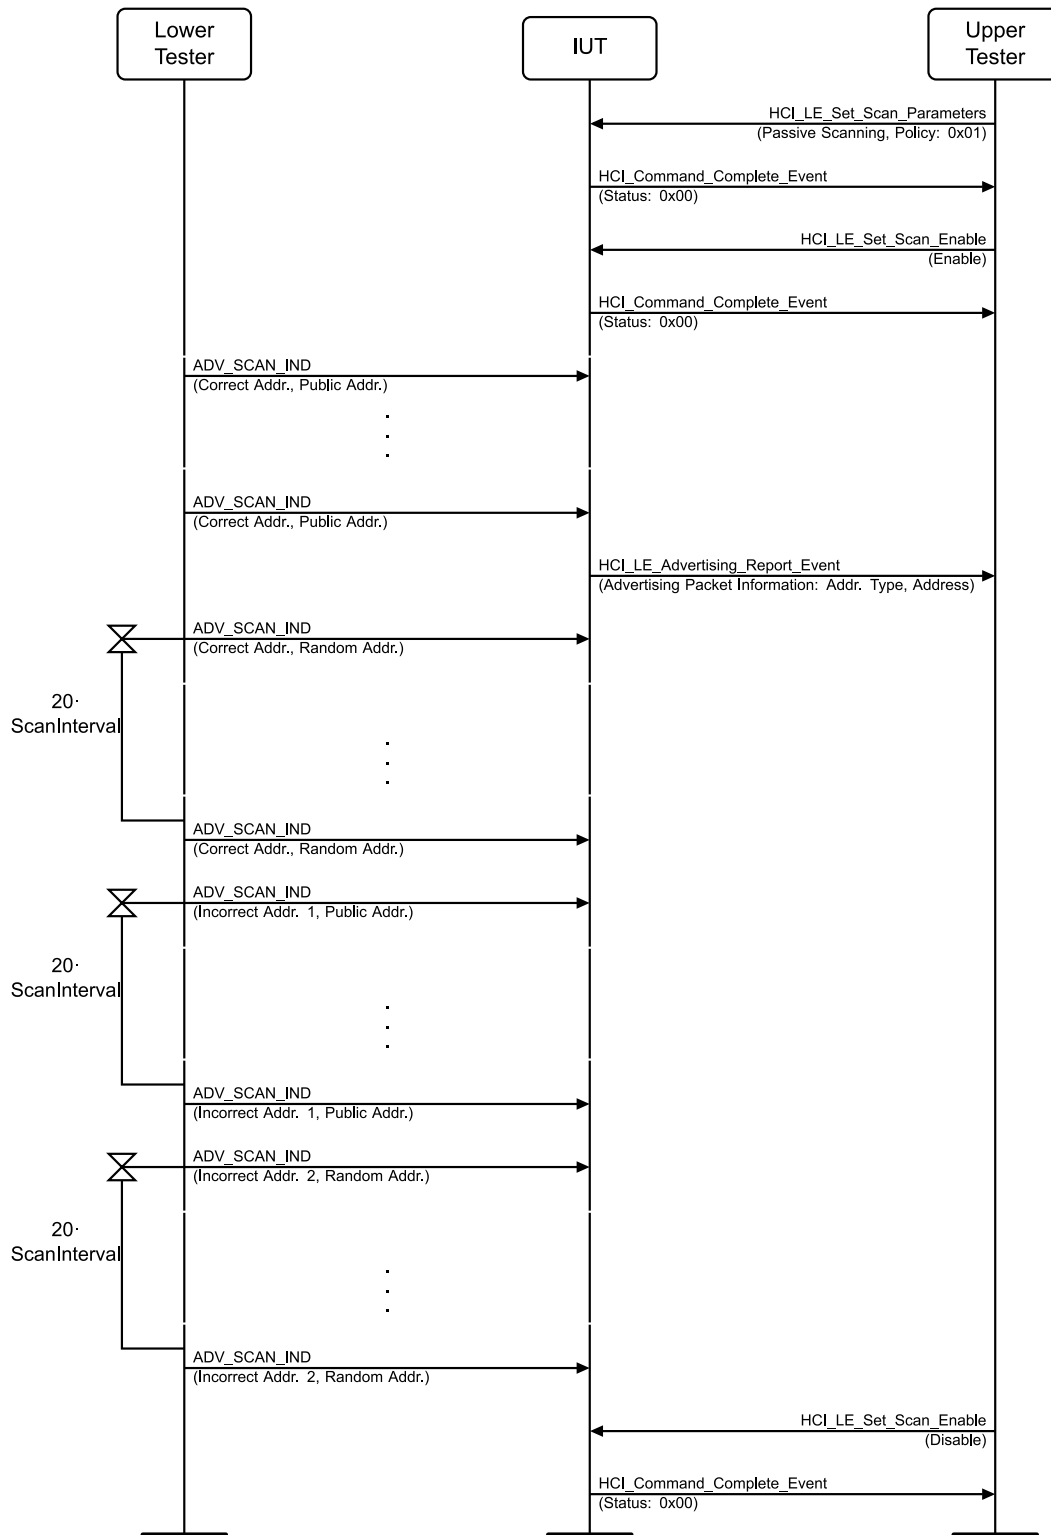 Lower
Tester
IUT
Upper
Tester
HCI_LE_Set_Scan_Parameters
(Passive Scanning, Policy: 0x01)
HCI_Command_Complete_Event
(Status: 0x00)
HCI_LE_Set_Scan_Enable
(Enable)
HCI_Command_Complete_Event
(Status: 0x00)
ADV_SCAN_IND
(Correct Addr., Public Addr.)
ADV_SCAN_IND
(Correct Addr., Public Addr.)
HCI_LE_Advertising_Report_Event
(Advertising Packet Information: Addr. Type, Address)
ADV_SCAN_IND
(Correct Addr., Random Addr.)
20·
ScanInterval
ADV_SCAN_IND
(Correct Addr., Random Addr.)
ADV_SCAN_IND
(Incorrect Addr. 1, Public Addr.)
20·
ScanInterval
ADV_SCAN_IND
(Incorrect Addr. 1, Public Addr.)
ADV_SCAN_IND
(Incorrect Addr. 2, Random Addr.)
20·
ScanInterval
ADV_SCAN_IND
(Incorrect Addr. 2, Random Addr.)
HCI_LE_Set_Scan_Enable
(Disable)
HCI_Command_Complete_Event
(Status: 0x00)